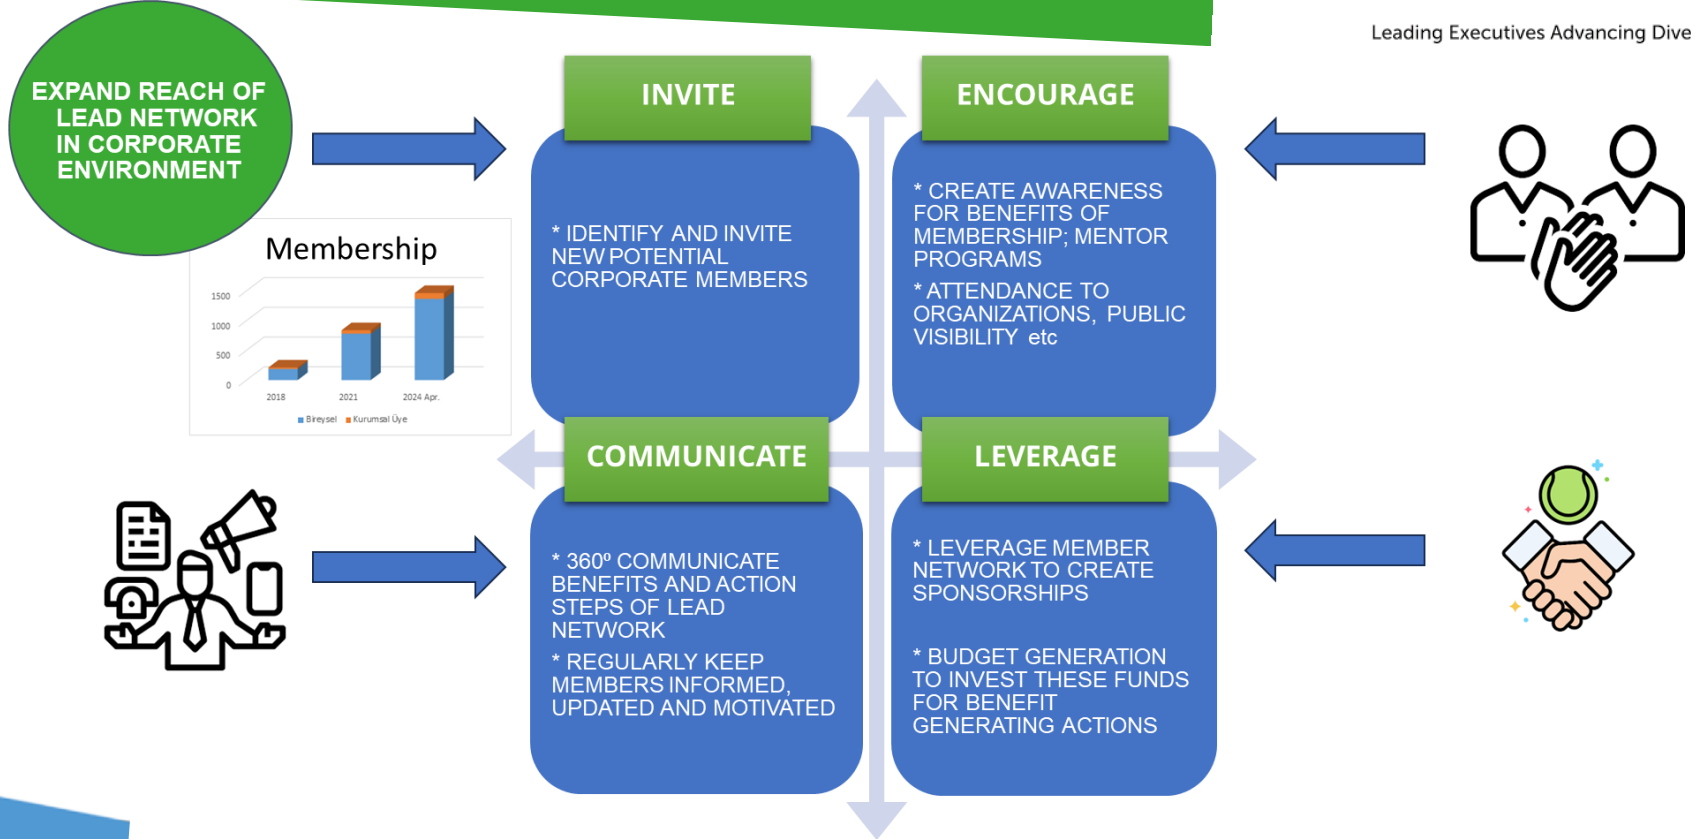 Leading Executives Advancing Dive
EXPAND REACH OF
LEAD NETWORK
IN CORPORATE
ENVIRONMENT
Membership
1500
1000
500
0
2018 2021 2024 Apr.
Bireysel Kurumsal Üye
INVITE
* IDENTIFY AND INVITE
NEW POTENTIAL
CORPORATE MEMBERS
ENCOURAGE
* CREATE AWARENESS
FOR BENEFITS OF
MEMBERSHIP; MENTOR
PROGRAMS
* ATTENDANCE TO
ORGANIZATIONS, PUBLIC
VISIBILITY etc
COMMUNICATE
* 360º COMMUNICATE
BENEFITS AND ACTION
STEPS OF LEAD
NETWORK
* REGULARLY KEEP
MEMBERS INFORMED,
UPDATED AND MOTIVATED
LEVERAGE
* LEVERAGE MEMBER
NETWORK TO CREATE
SPONSORSHIPS
* BUDGET GENERATION
TO INVEST THESE FUNDS
FOR BENEFIT
GENERATING ACTIONS